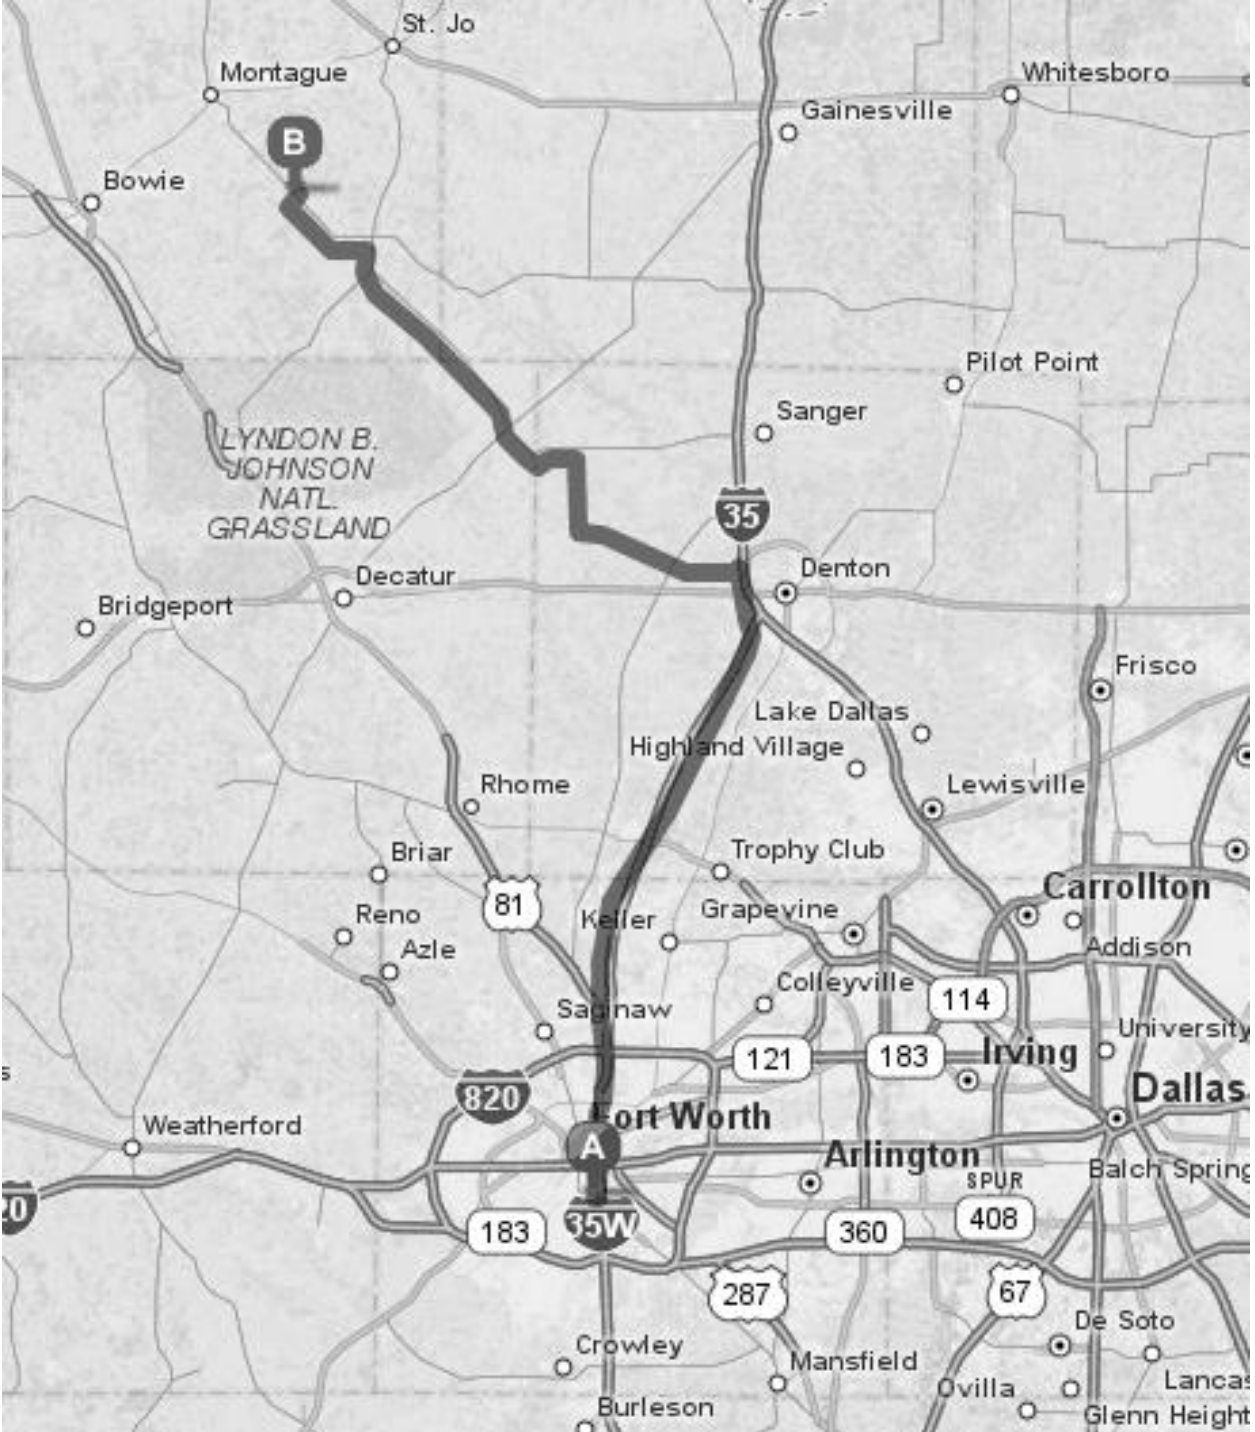 St. Jo
Montague
Whitesboro
Gainesville
B
Bowie
Pilot Point
Sanger
LYNDON B.
JOHNSON
NATL.
GRASSLAND
35
Denton
Decatur
Bridgeport
Frisco
Lake Dallas
Highland Village
Rhome
Lewisville
Briar
Trophy Club
Carrollton
81
Grapevine
Keller
Reno
Azle
Addison
Colleyville
114
Saginaw
University
121
183
Irving
820
Dallas
ort Worth
Weatherford
A
Arlington
Balch Spring
SPUR
408
20
183
35W
360
287
67
De Soto
Crowley
Mansfield
Lancas
Ovilla
Burleson
Glenn Height